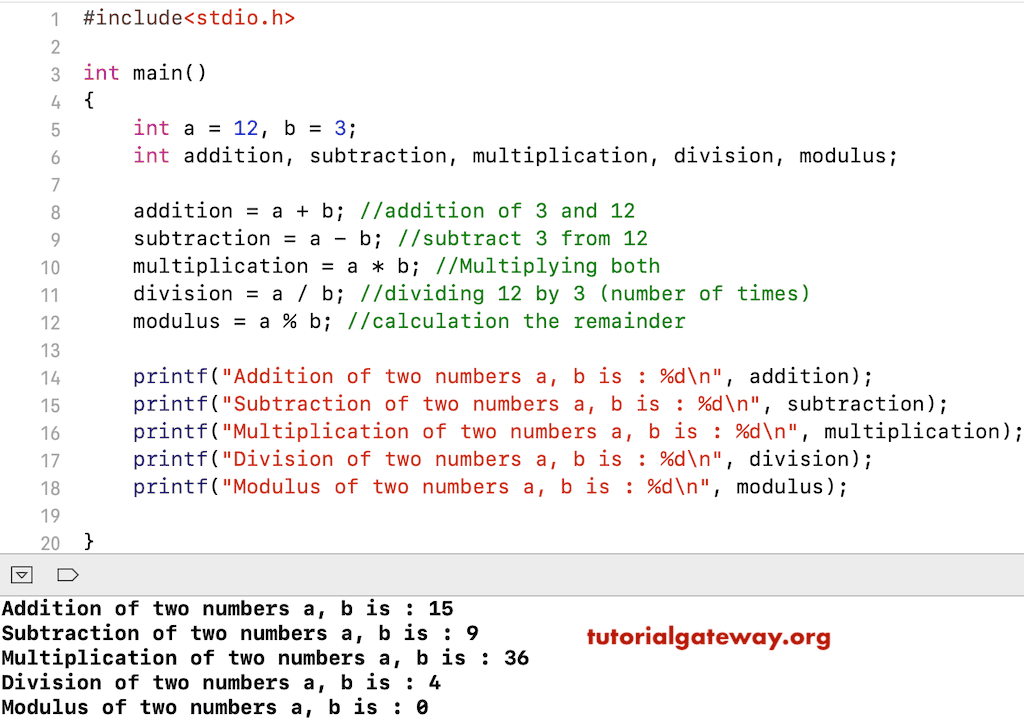 1 #include<stdio.h>
2
3 int main()
4 {
5     int a = 12, b = 3;
6     int addition, subtraction, multiplication, division, modulus;
7
8     addition = a + b; //addition of 3 and 12
9     subtraction = a - b; //subtract 3 from 12
10     multiplication = a * b; //Multiplying both
11     division = a / b; //dividing 12 by 3 (number of times)
12     modulus = a % b; //calculation the remainder
13
14     printf("Addition of two numbers a, b is : %d\n", addition);
15     printf("Subtraction of two numbers a, b is : %d\n", subtraction);
16     printf("Multiplication of two numbers a, b is : %d\n", multiplication);
17     printf("Division of two numbers a, b is : %d\n", division);
18     printf("Modulus of two numbers a, b is : %d\n", modulus);
19
20 }
Addition of two numbers a, b is : 15
Subtraction of two numbers a, b is : 9
tutorialgateway.org
Multiplication of two numbers a, b is : 36
Division of two numbers a, b is : 4
Modulus of two numbers a, b is : 0